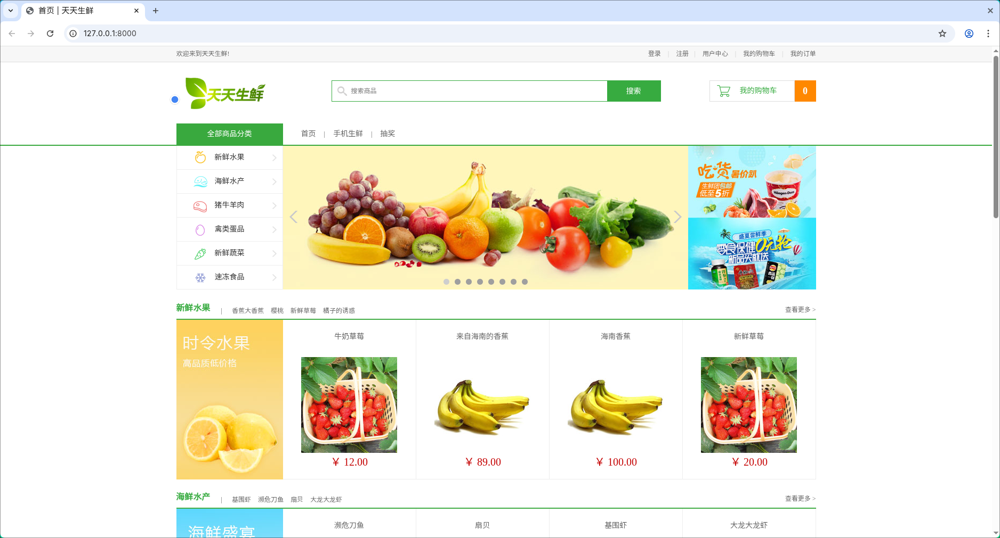 首页 | 天天生鲜
127.0.0.1:8000
欢迎来到天天生鲜!
登录 | 注册 | 用户中心 | 我的购物车 | 我的订单
天天生鲜
搜索商品
搜索
我的购物车
0
全部商品分类
首页 | 手机生鲜 | 抽奖
新鲜水果
海鲜水产
猪牛羊肉
禽类蛋品
新鲜蔬菜
速冻食品
吃货暑价趴
生鲜团包邮
低至5折
Häagen-Dazs
盛夏尝鲜季
零食保健0元抢
新品买就送
新鲜水果 | 香蕉大香蕉 樱桃 新鲜草莓 橘子的诱惑
查看更多 >
时令水果
高品质低价格
牛奶草莓
¥ 12.00
来自海南的香蕉
¥ 89.00
海南香蕉
¥ 100.00
新鲜草莓
¥ 20.00
海鲜水产 | 基围虾 濒危刀鱼 扇贝 大龙大龙虾
查看更多 >
海鲜盛宴
濒危刀鱼
扇贝
基围虾
大龙大龙虾